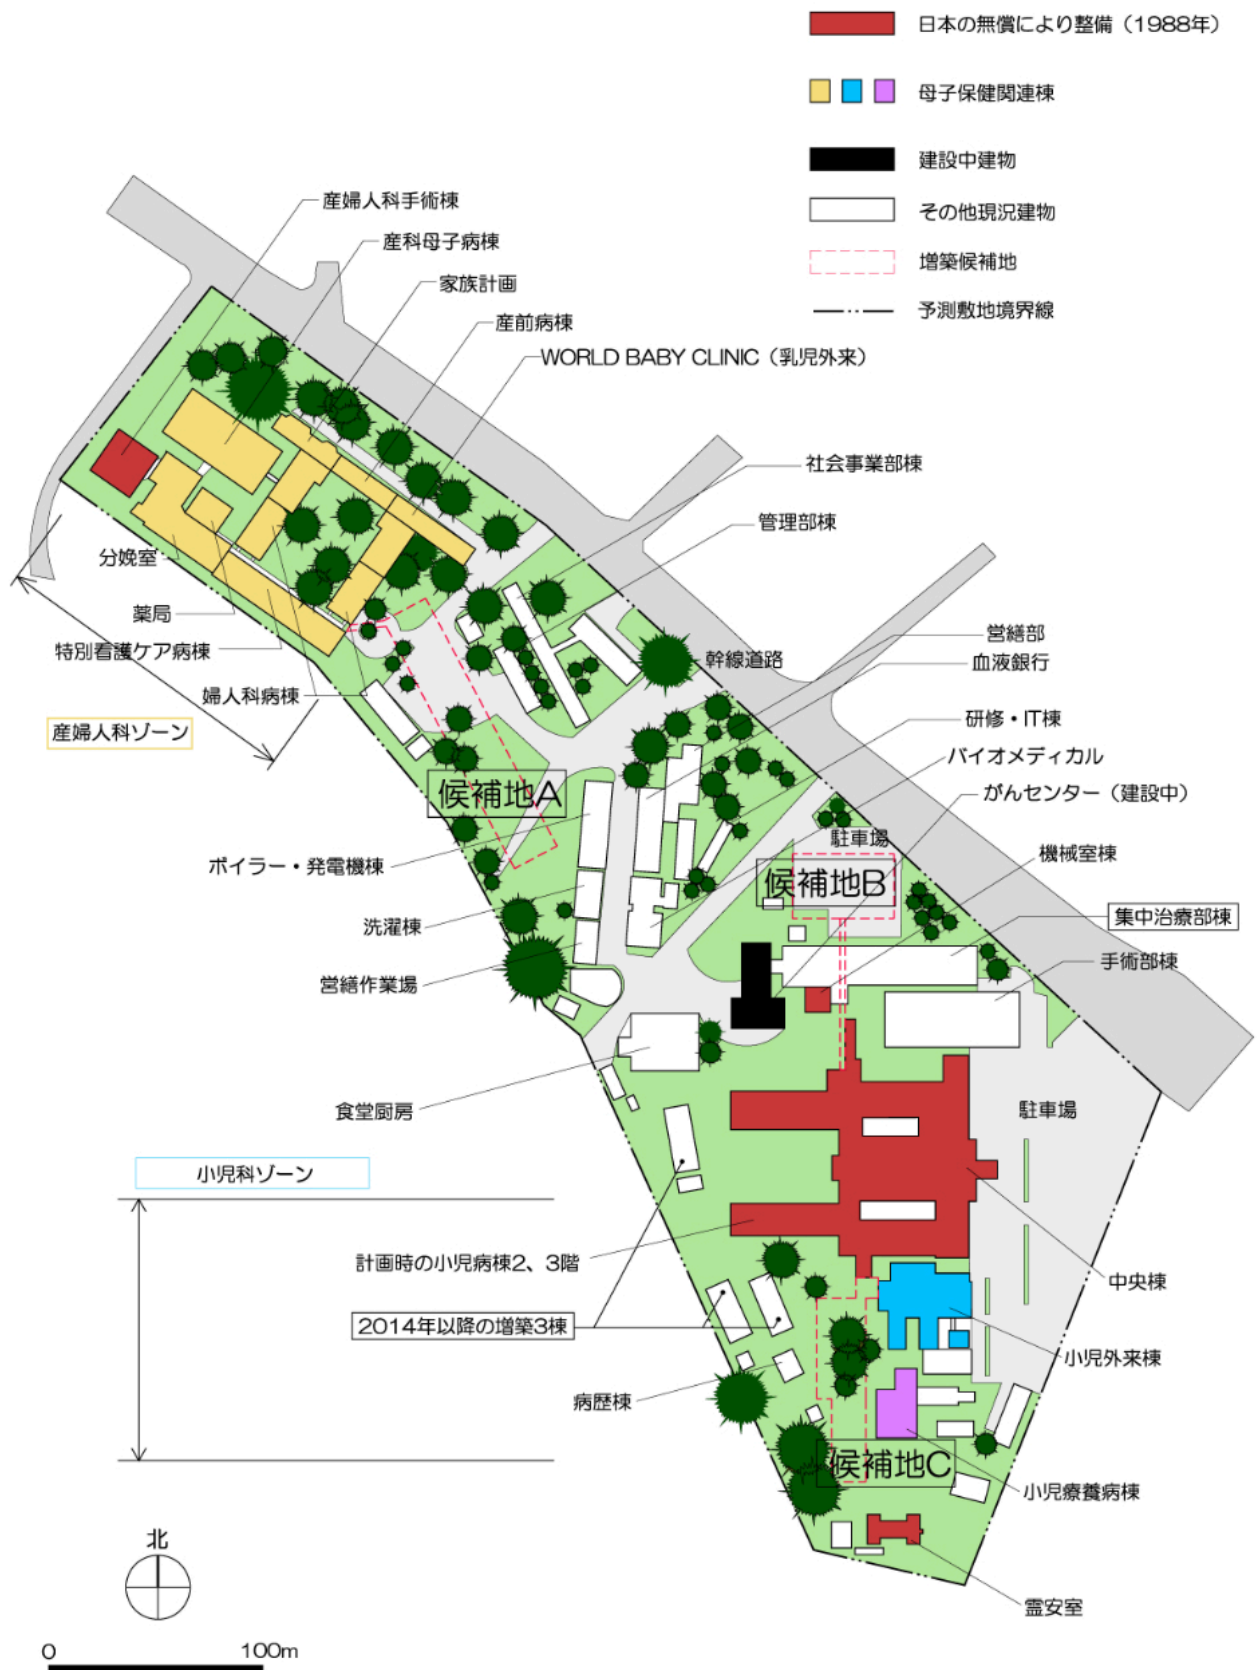 日本の無償により整備（1988年）
母子保健関連棟
建設中建物
その他現況建物
増築候補地
予測敷地境界線
産婦人科手術棟
産科母子病棟
家族計画
産前病棟
WORLD BABY CLINIC（乳児外来）
社会事業部棟
管理部棟
分娩室
薬局
特別看護ケア病棟
婦人科病棟
産婦人科ゾーン
営繕部
血液銀行
幹線道路
研修・IT棟
バイオメディカル
がんセンター（建設中）
候補地A
駐車場
機械室棟
ボイラー・発電機棟
候補地B
集中治療部棟
洗濯棟
手術部棟
営繕作業場
食堂厨房
駐車場
小児科ゾーン
計画時の小児病棟2、3階
中央棟
2014年以降の増築3棟
小児外来棟
病歴棟
候補地C
小児療養病棟
北
霊安室
0 100m